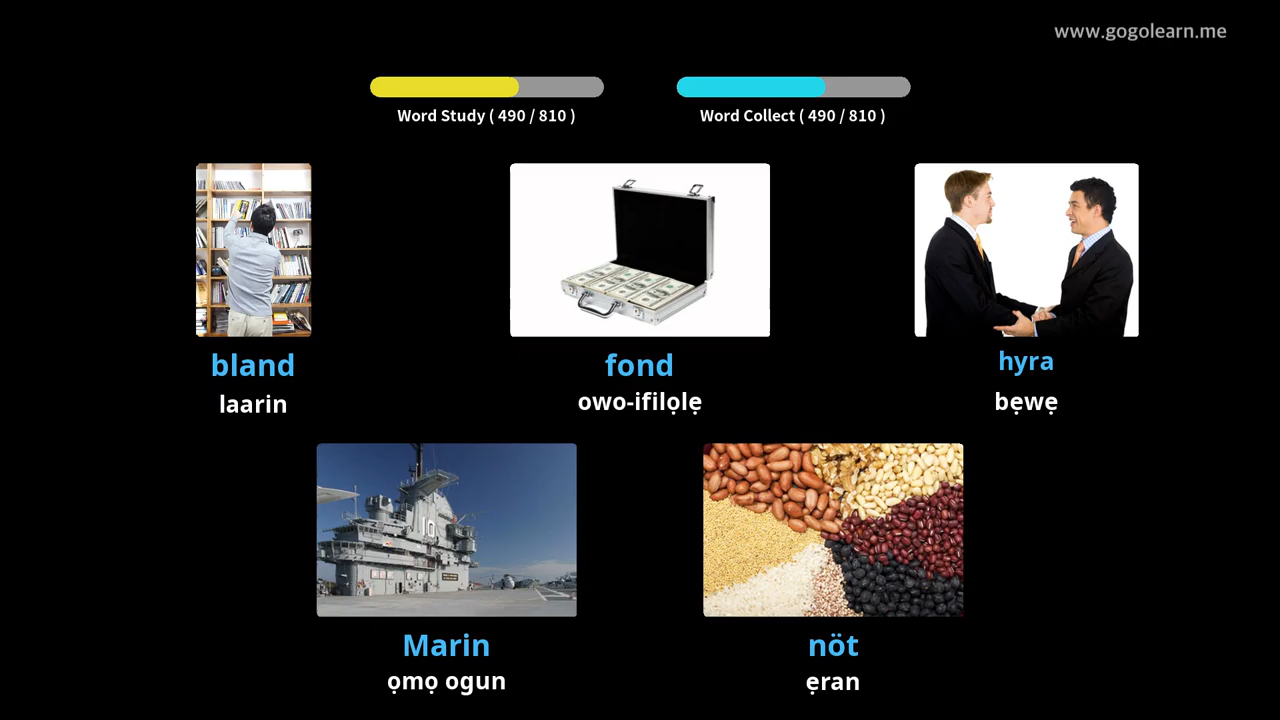 www.gogolearn.me
Word Study ( 490 / 810 )
Word Collect ( 490 / 810 )
bland
laarin
fond
owo-ifilọlẹ
hyra
bẹwẹ
10
Marin
ọmọ ogun
nöt
ẹran